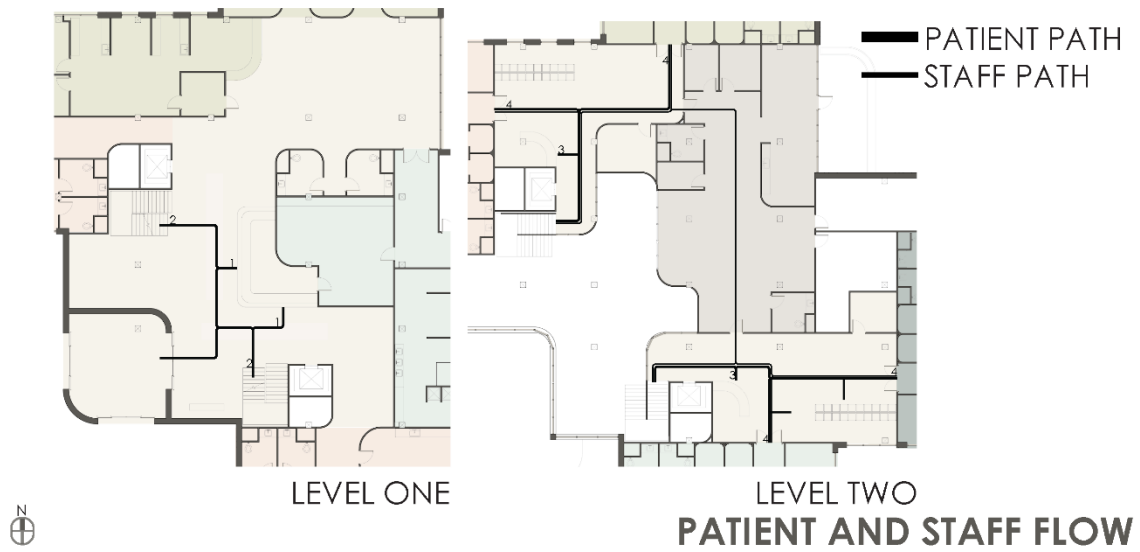 PATIENT PATH
STAFF PATH
2
1
1
2
4
4
3
3
4
4
LEVEL ONE
LEVEL TWO
N
PATIENT AND STAFF FLOW